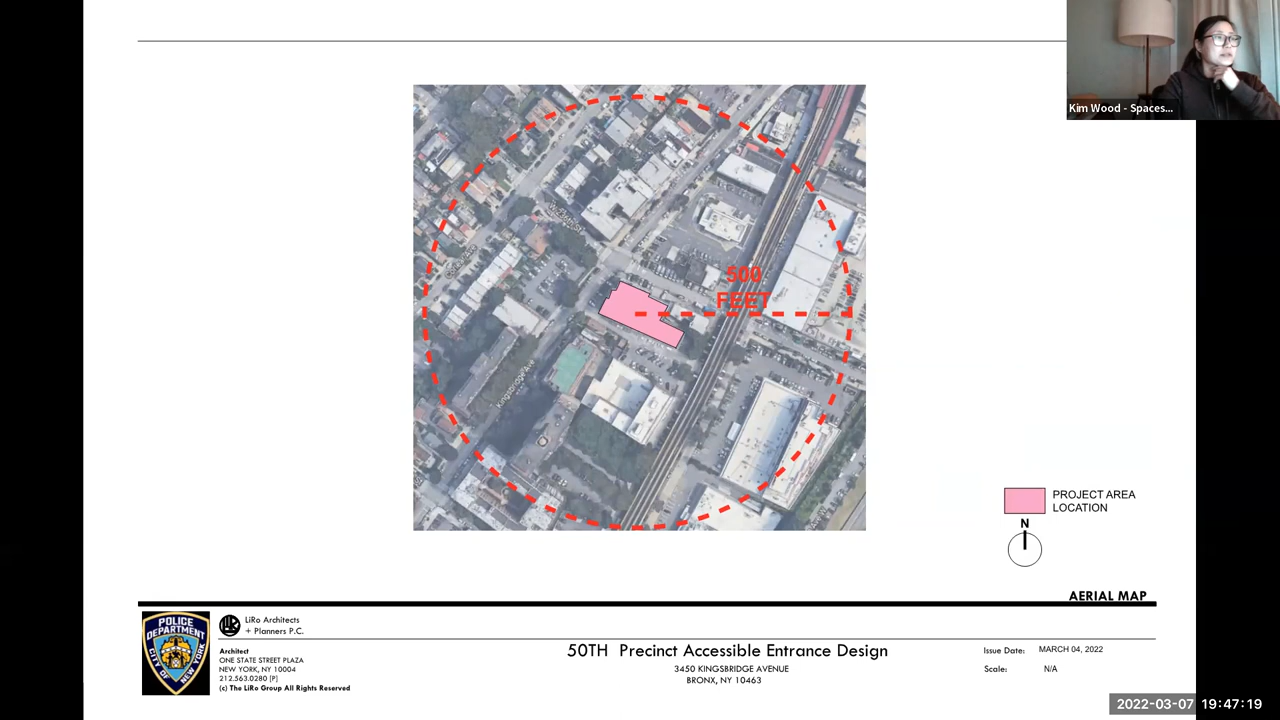 Kim Wood - Spaces...
500
FEET
Kingsbridge Ave
PROJECT AREA
LOCATION
N
AERIAL MAP
POLICE
DEPARTMENT
CITY OF
NEW YORK
LiRo Architects
+ Planners P.C.
Architect
ONE STATE STREET PLAZA
NEW YORK, NY 10004
212.563.0280 [P]
(c) The LiRo Group All Rights Reserved
50TH Precinct Accessible Entrance Design
3450 KINGSBRIDGE AVENUE
BRONX, NY 10463
Issue Date: MARCH 04, 2022
Scale: N/A
2022-03-07 19:47:19